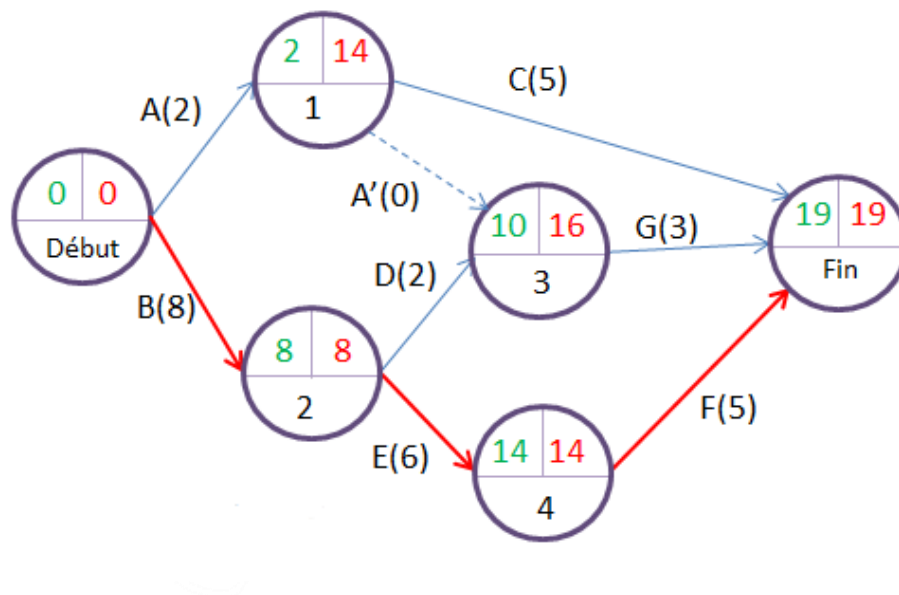 2 14
1
C(5)
A(2)
0 0
Début
A'(0)
10 16
3
G(3)
19 19
Fin
D(2)
B(8)
8 8
2
E(6)
F(5)
14 14
4